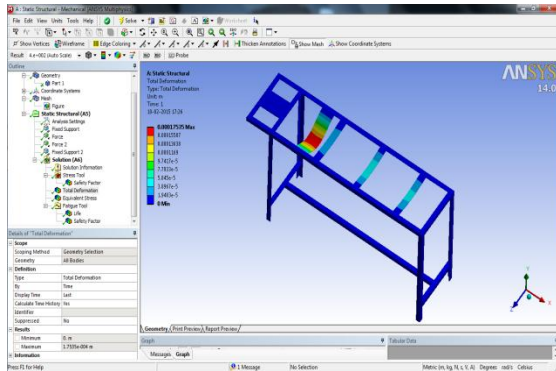 A : Static Structural - Mechanical [ANSYS Multiphysics]
File Edit View Units Tools Help Solve Worksheet
Show Vertices Wireframe Edge Coloring Thicken Annotations Show Mesh Show Coordinate Systems
Result 4.e+002 (Auto Scale) Probe
Outline
Geometry
Part 1
Coordinate Systems
Mesh
Figure
Static Structural (A5)
Analysis Settings
Fixed Support
Force
Force 2
Fixed Support 2
Solution (A6)
Solution Information
Stress Tool
Safety Factor
Total Deformation
Equivalent Stress
Fatigue Tool
Life
Safety Factor
Details of "Total Deformation"
Scope
Scoping Method Geometry Selection
Geometry All Bodies
Definition
Type Total Deformation
By Time
Display Time Last
Calculate Time History Yes
Identifier
Suppressed No
Results
Minimum 0. m
Maximum 1.7535e-004 m
Information
A: Static Structural
Total Deformation
Type: Total Deformation
Unit: m
Time: 1
0.00017535 Max
0.00015587
0.00013638
0.0001169
9.7417e-5
5.845e-5
3.8967e-5
1.9483e-5
0 Min
ANSYS
14.0
Geometry Print Preview Report Preview
Graph
Tabular Data
Messages Graph
Press F1 for Help
1 Message
No Selection
Metric (m, kg, N, s, V, A) Degrees rad/s Celsius